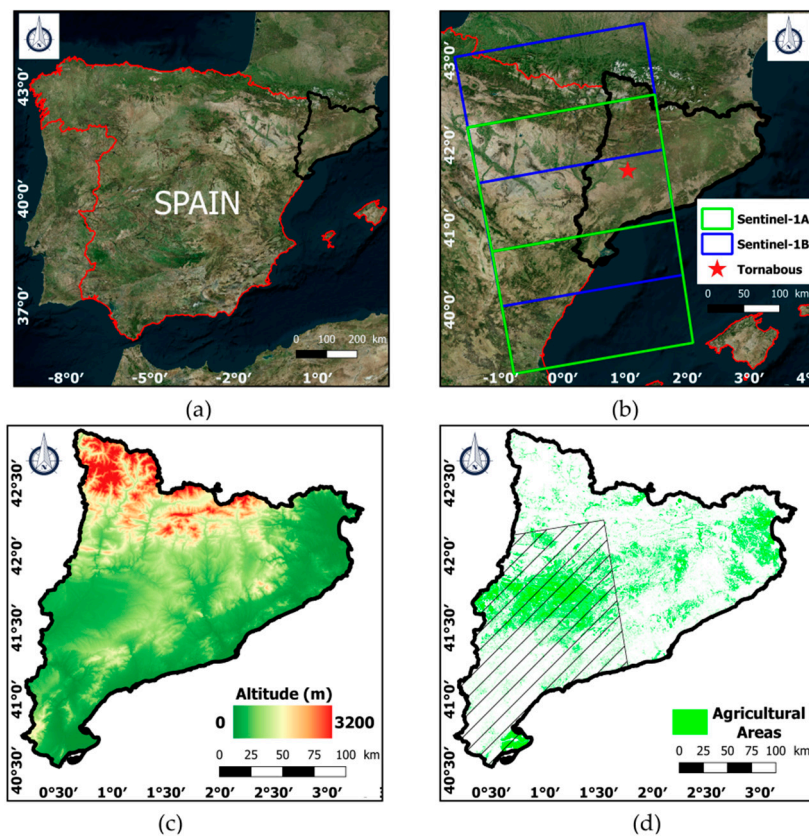 43°0′
40°0′
37°0′
SPAIN
0 100 200 km
-8°0′ -5°0′ -2°0′ 1°0′
(a)
43°0′
42°0′
41°0′
40°0′
Sentinel-1A
Sentinel-1B
Tornabous
0 50 100 km
-1°0′ 0°0′ 1°0′ 2°0′ 3°0′ 4°
(b)
42°30′
42°0′
41°30′
41°0′
40°30′
Altitude (m)
0 3200
0 25 50 75 100 km
0°30′ 1°0′ 1°30′ 2°0′ 2°30′ 3°0′
(c)
42°30′
42°0′
41°30′
41°0′
40°30′
Agricultural
Areas
0 25 50 75 100 km
0°30′ 1°0′ 1°30′ 2°0′ 2°30′ 3°0′
(d)